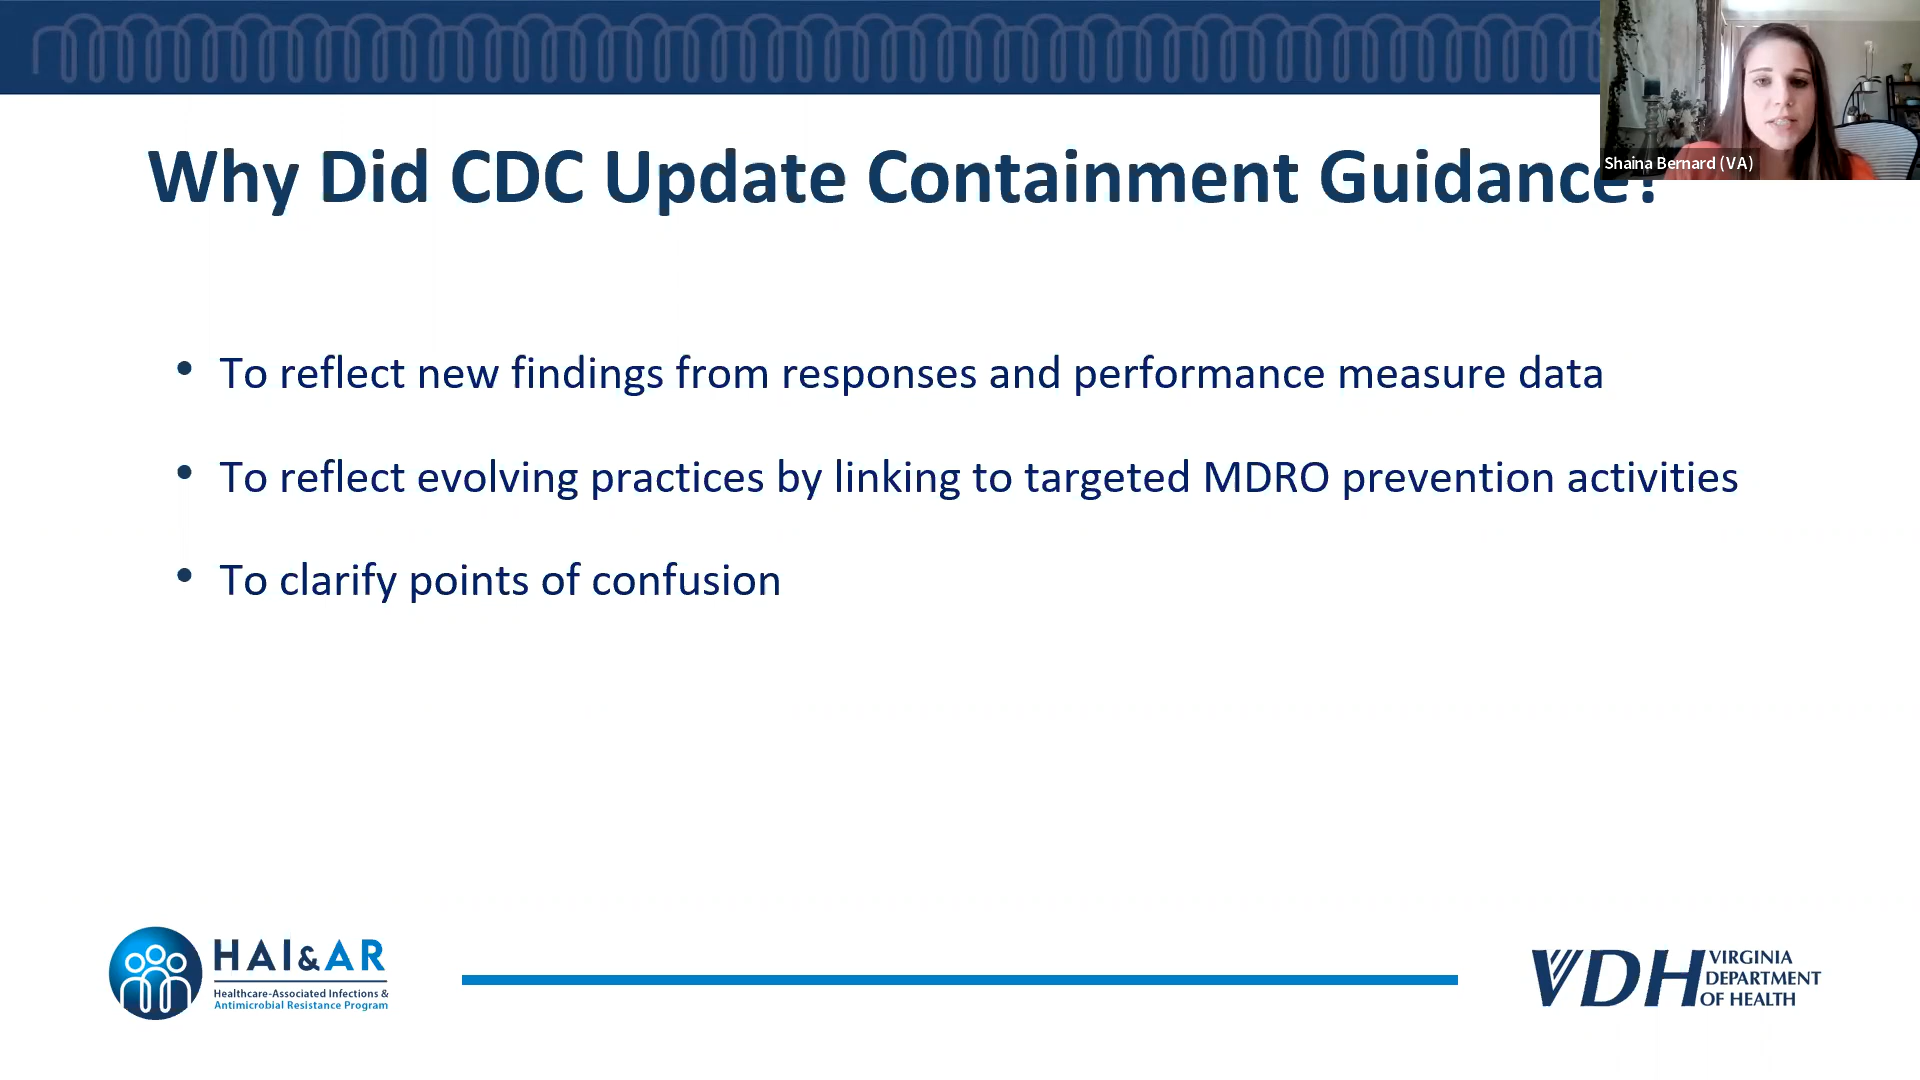 Why Did CDC Update Containment Guidance?
Shaina Bernard (VA)
• To reflect new findings from responses and performance measure data
• To reflect evolving practices by linking to targeted MDRO prevention activities
• To clarify points of confusion
HAI&AR
Healthcare-Associated Infections &
Antimicrobial Resistance Program
VDH
VIRGINIA
DEPARTMENT
OF HEALTH